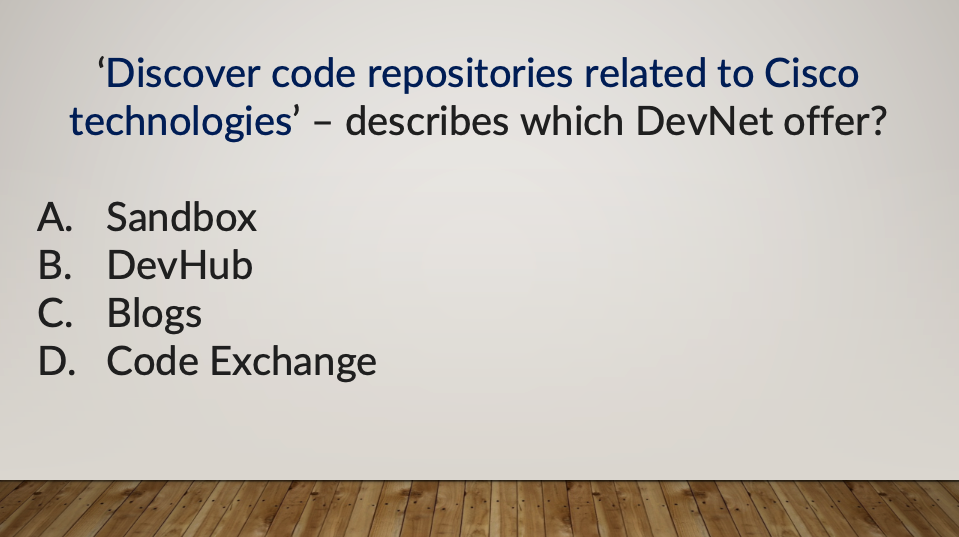 ‘Discover code repositories related to Cisco
technologies’ – describes which DevNet offer?
A. Sandbox
B. DevHub
C. Blogs
D. Code Exchange